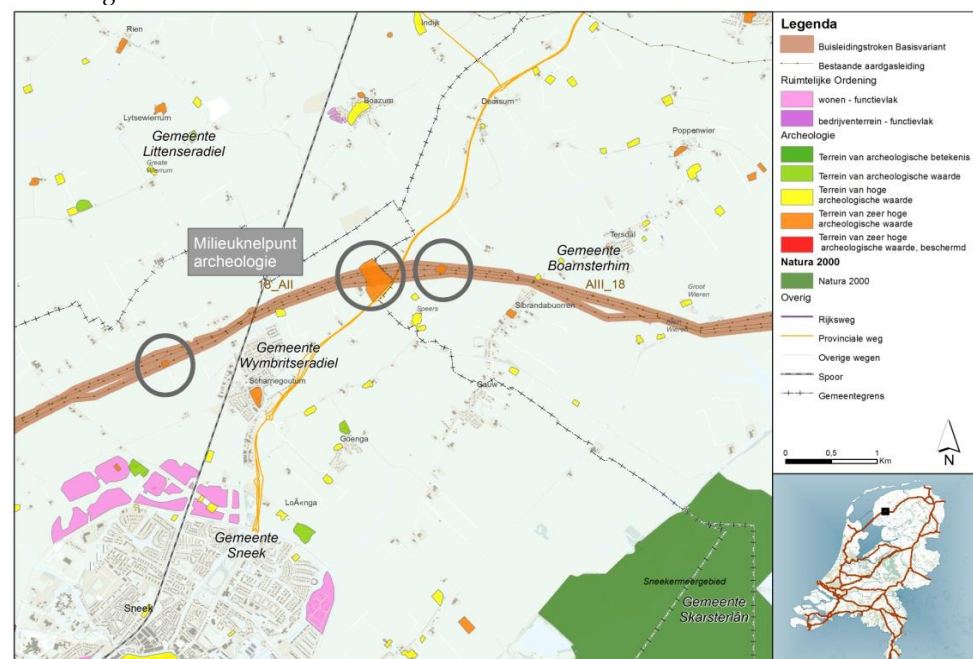 Rien
Indijk
Boazum
Dearsum
Lytsewierrum
Gemeente
Littenseradiel
Greate
Wierrum
Poppenwier
Milieuknelpunt
archeologie
Tersoal
Gemeente
Boarnsterhim
18_AII
AIII_18
Groot
Wieren
Speers
Sibrandabuorren
Wieren
Gemeente
Wymbritseradiel
Scharnegoutum
Gauw
Goënga
Gemeente
Sneek
Sneek
Sneekermeergebied
Gemeente
Skarsterlân
Legenda
Buisleidingstroken Basisvariant
Bestaande aardgasleiding
Ruimtelijke Ordening
wonen - functievlak
bedrijventerrein - functievlak
Archeologie
Terrein van archeologische betekenis
Terrein van archeologische waarde
Terrein van hoge
archeologische waarde
Terrein van zeer hoge
archeologische waarde
Terrein van zeer hoge
archeologische waarde, beschermd
Natura 2000
Natura 2000
Overig
Rijksweg
Provinciale weg
Overige wegen
Spoor
Gemeentegrens
0 0,5 1
Km
N